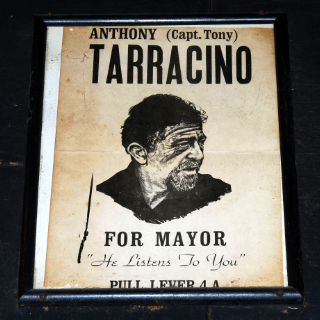 ANTHONY (Capt. Tony)
TARRACINO
FOR MAYOR
"He Listens To You"
PULL LEVER 4 A